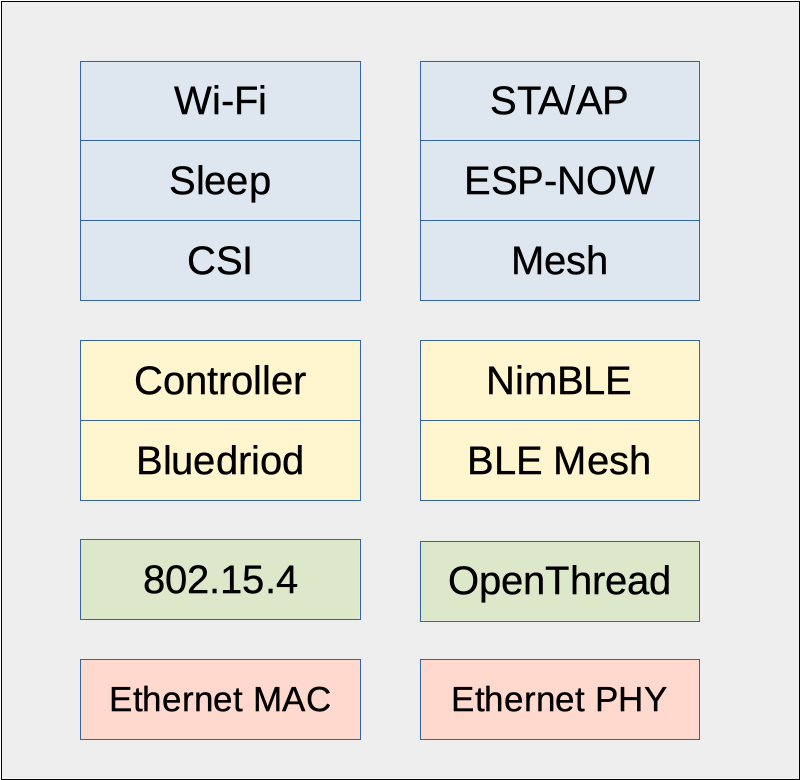 Wi-Fi
STA/AP
Sleep
ESP-NOW
CSI
Mesh
Controller
NimBLE
Bluedriod
BLE Mesh
802.15.4
OpenThread
Ethernet MAC
Ethernet PHY